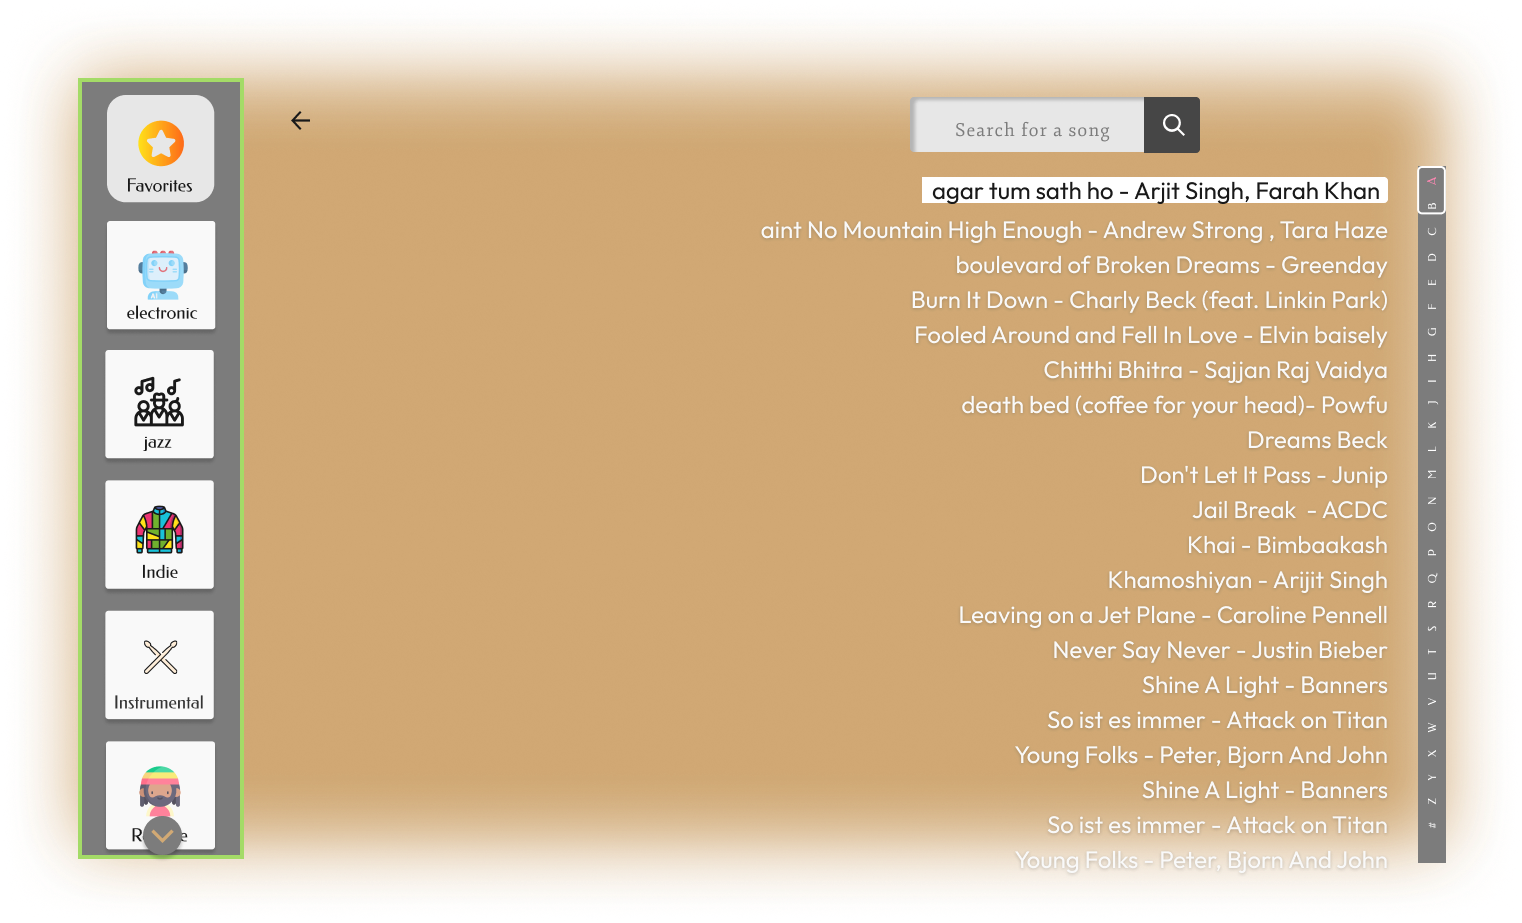 Favorites
electronic
AI
jazz
Indie
Instrumental
Search for a song
agar tum sath ho - Arjit Singh, Farah Khan
aint No Mountain High Enough - Andrew Strong , Tara Haze
boulevard of Broken Dreams - Greenday
Burn It Down - Charly Beck (feat. Linkin Park)
Fooled Around and Fell In Love - Elvin baisely
Chitthi Bhitra - Sajjan Raj Vaidya
death bed (coffee for your head)- Powfu
Dreams Beck
Don't Let It Pass - Junip
Jail Break  - ACDC
Khai - Bimbaakash
Khamoshiyan - Arijit Singh
Leaving on a Jet Plane - Caroline Pennell
Never Say Never - Justin Bieber
Shine A Light - Banners
So ist es immer - Attack on Titan
Young Folks - Peter, Bjorn And John
Shine A Light - Banners
So ist es immer - Attack on Titan
Young Folks - Peter, Bjorn And John
A
B
C
D
E
F
G
H
I
J
K
L
M
N
O
P
Q
R
S
T
U
V
W
X
Y
Z
#